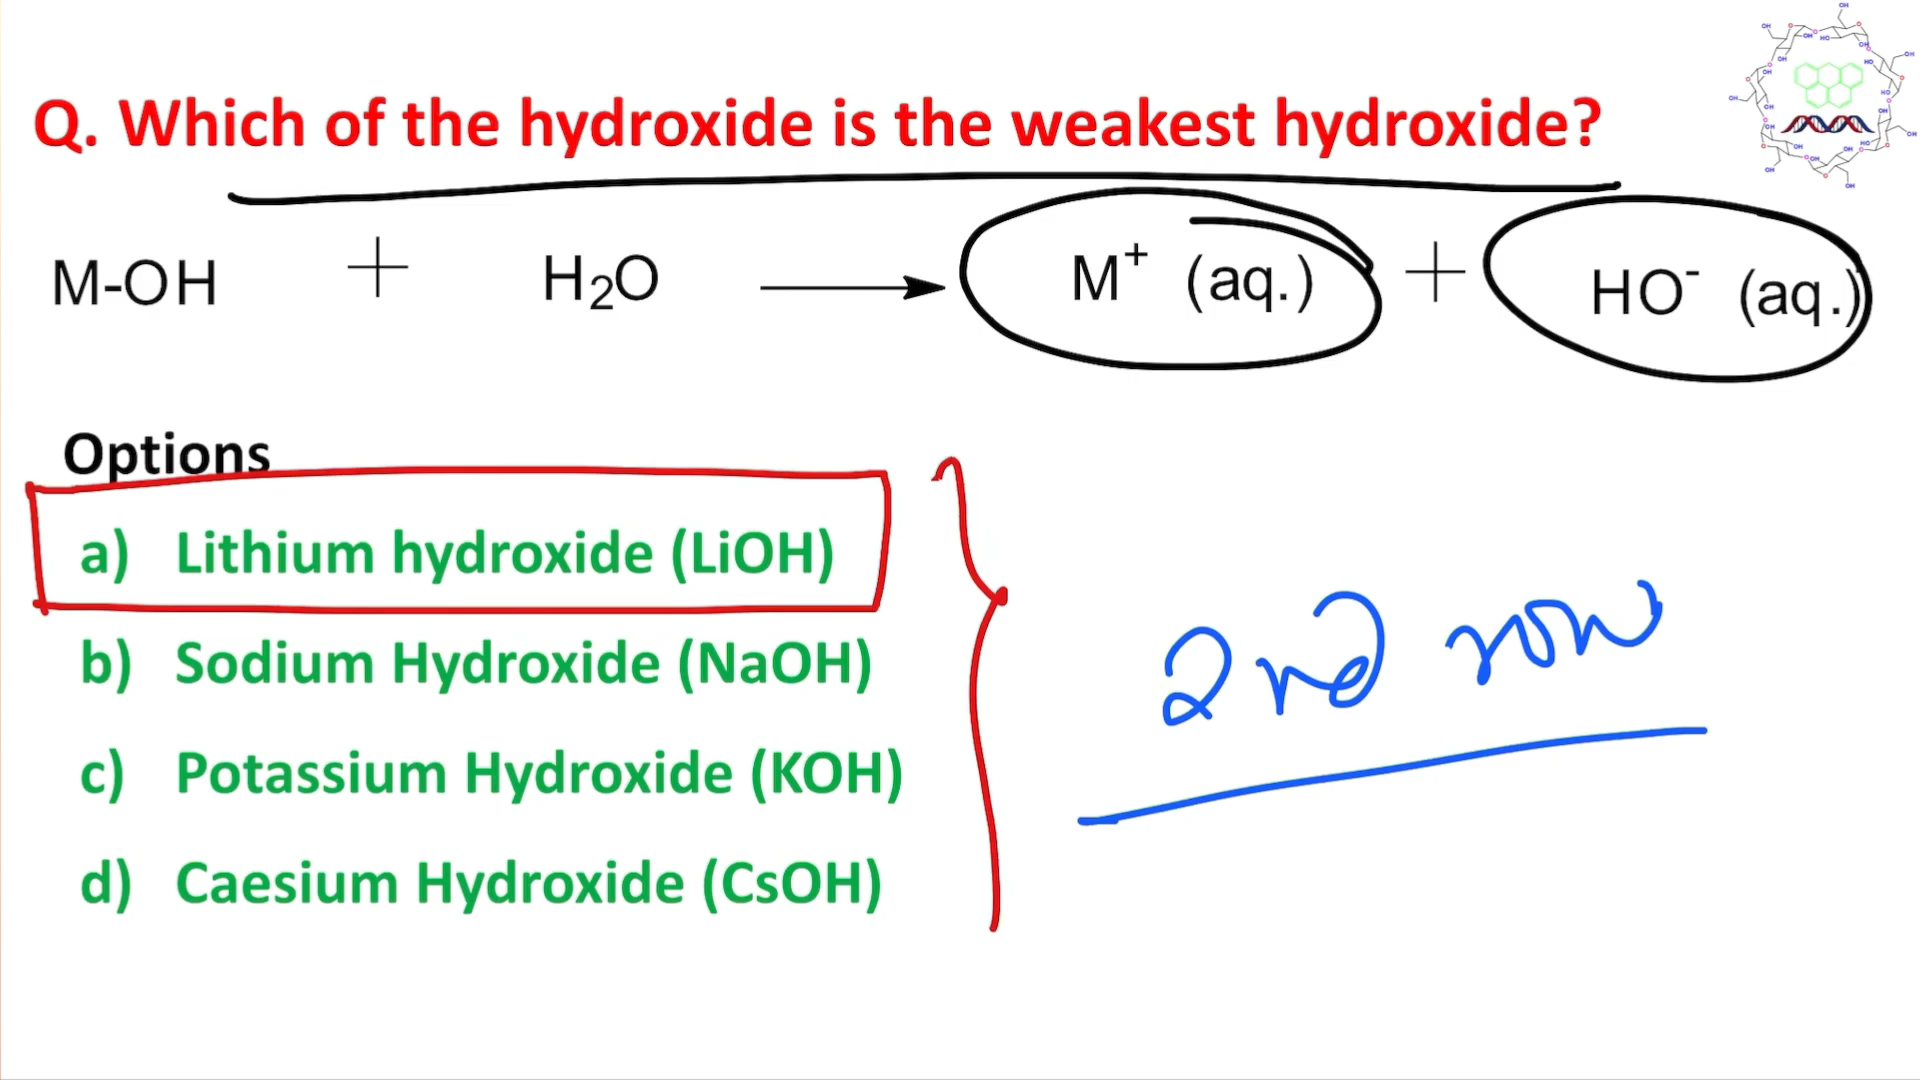 Q. Which of the hydroxide is the weakest hydroxide?
M-OH + H₂O ⟶ M⁺ (aq.) + HO⁻ (aq.)
Options
a) Lithium hydroxide (LiOH)
b) Sodium Hydroxide (NaOH)
c) Potassium Hydroxide (KOH)
d) Caesium Hydroxide (CsOH)
2nd row